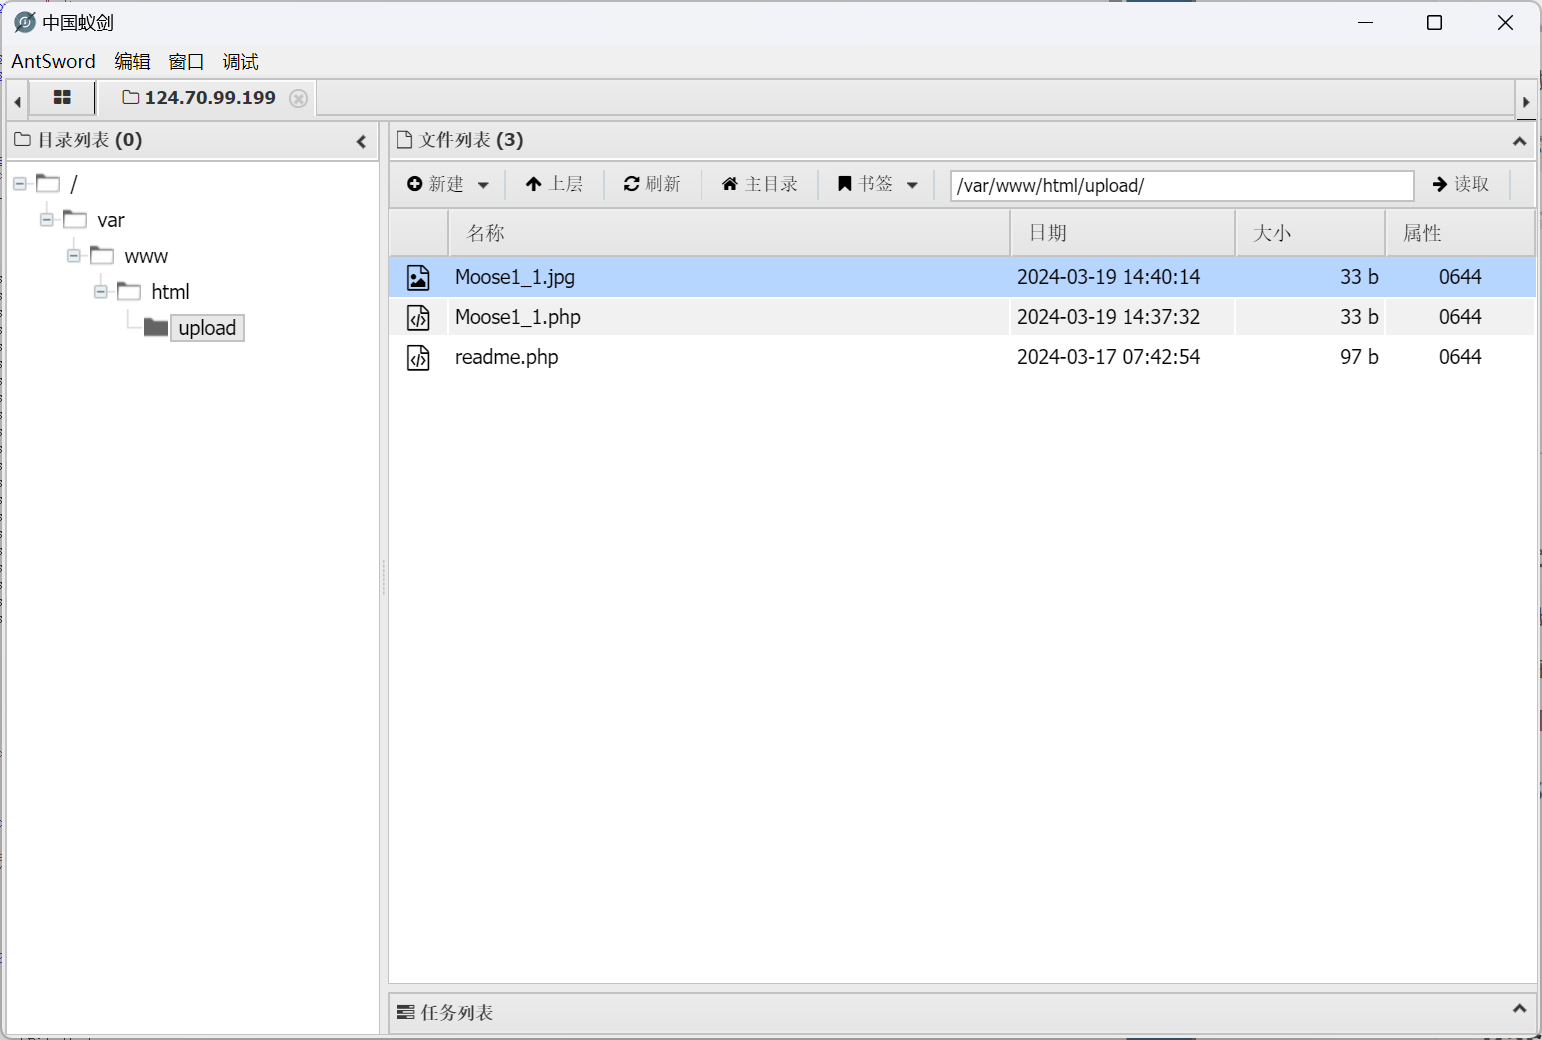 中国蚁剑
AntSword 编辑 窗口 调试
124.70.99.199
目录列表 (0)
/
var
www
html
upload
文件列表 (3)
新建 上层 刷新 主目录 书签 /var/www/html/upload/ 读取
名称 日期 大小 属性
Moose1_1.jpg 2024-03-19 14:40:14 33 b 0644
Moose1_1.php 2024-03-19 14:37:32 33 b 0644
readme.php 2024-03-17 07:42:54 97 b 0644
任务列表